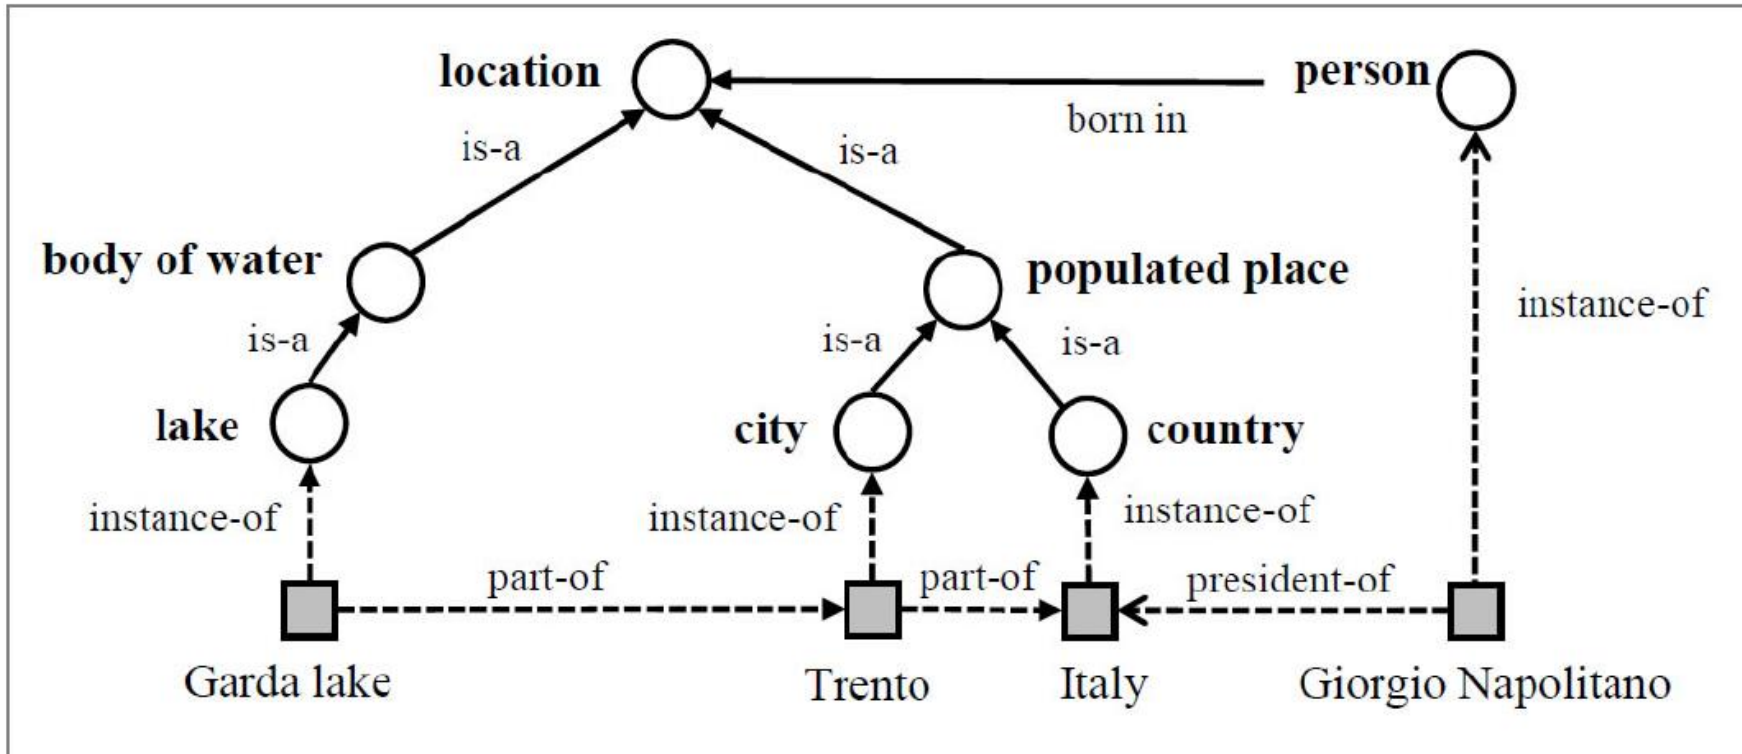 location
person
born in
is-a
is-a
body of water
populated place
instance-of
is-a
is-a
is-a
lake
city
country
instance-of
instance-of
instance-of
part-of
part-of
president-of
Garda lake
Trento
Italy
Giorgio Napolitano